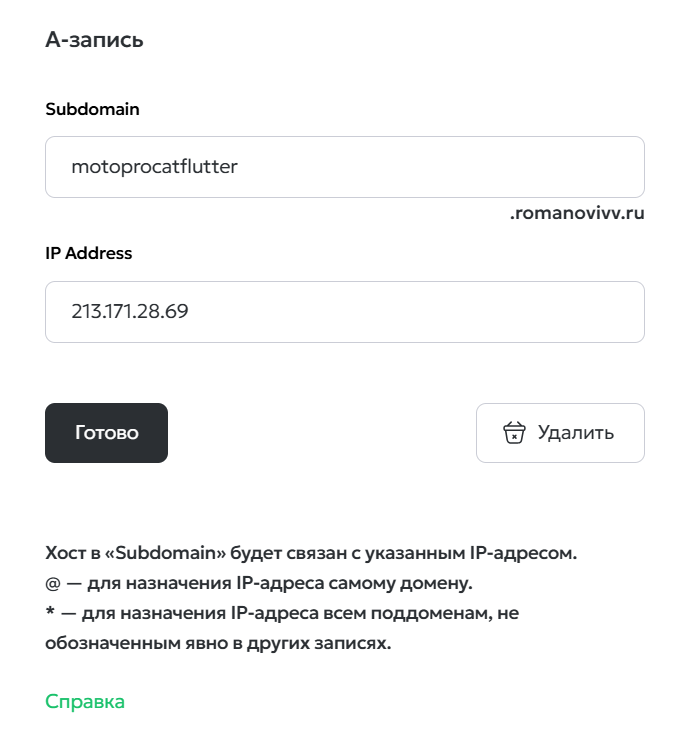 А-запись
Subdomain
motoprocatflutter
.romanovivv.ru
IP Address
213.171.28.69
Готово
Удалить
Хост в «Subdomain» будет связан с указанным IP-адресом.
@ — для назначения IP-адреса самому домену.
* — для назначения IP-адреса всем поддоменам, не
обозначенным явно в других записях.
Справка